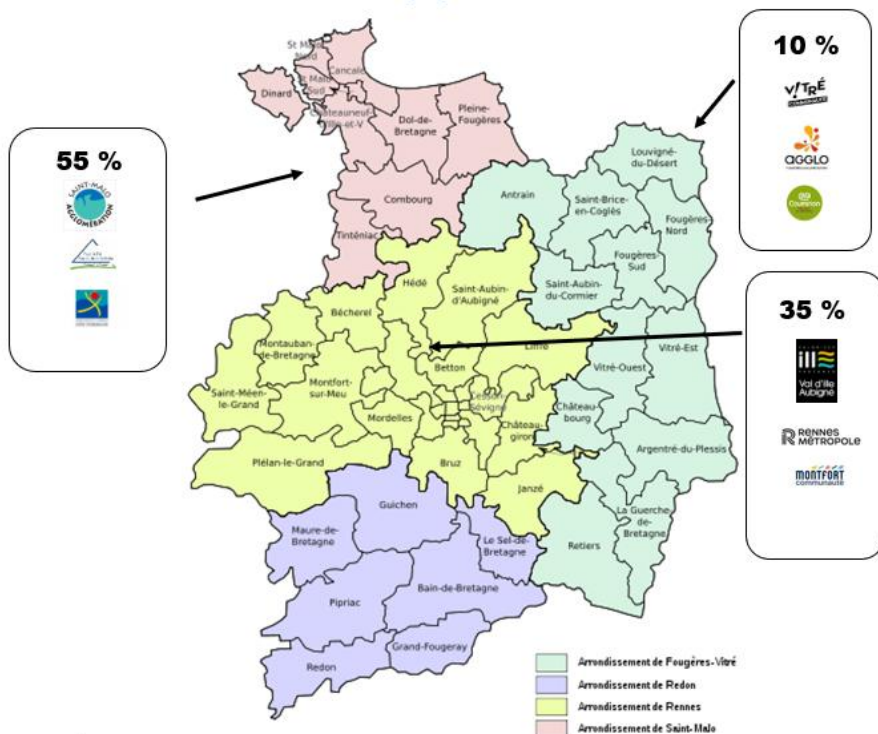 10 %
V!TRÉ
COMMUNAUTÉ
AGGLO
Couesnon
55 %
SAINT-MALO
AGGLOMÉRATION
35 %
Val d'Ille
Aubigné
RENNES
MÉTROPOLE
MONTFORT
communauté
St Malo
Nord
Cancale
St Malo
Sud
Dinard
Châteauneuf-
d'Ille-et-V
Dol-de-
Bretagne
Pleine-
Fougères
Combourg
Tinténiac
Louvigné-
du-Désert
Antrain
Saint-Brice-
en-Coglès
Fougères-
Nord
Fougères-
Sud
Saint-Aubin-
du-Cormier
Hédé
Saint-Aubin-
d'Aubigné
Bécherel
Montauban-
de-Bretagne
Liffré
Betton
Vitré-Ouest
Vitré-Est
Saint-Méen-
le-Grand
Montfort-
sur-Meu
Cesson-
Sévigné
Mordelles
Château-
giron
Château-
bourg
Argentré-du-Plessis
Plélan-le-Grand
Bruz
Janzé
La Guerche-
de-
Bretagne
Retiers
Guichen
Maure-de-
Bretagne
Le Sel-de-
Bretagne
Pipriac
Bain-de-Bretagne
Grand-Fougeray
Redon
Arrondissement de Fougères-Vitré
Arrondissement de Redon
Arrondissement de Rennes
Arrondissement de Saint-Malo